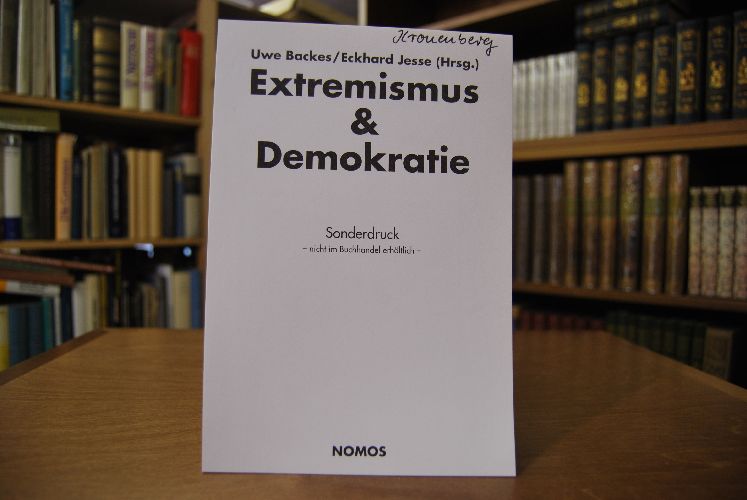 Kronenberg
Uwe Backes/Eckhard Jesse (Hrsg.)
Extremismus
&
Demokratie
Sonderdruck
– nicht im Buchhandel erhältlich –
NOMOS